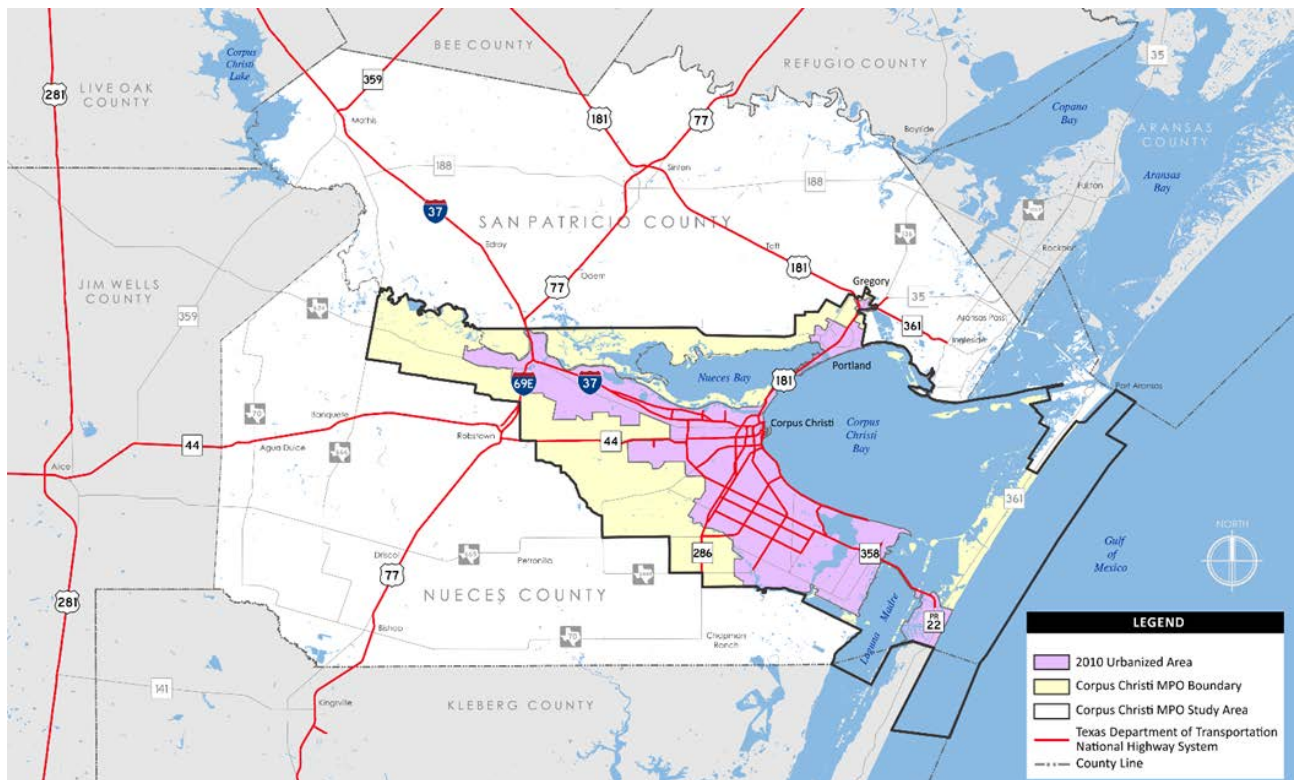 BEE COUNTY
REFUGIO COUNTY
35
Corpus
Christi
Lake
359
LIVE OAK
COUNTY
281
181
77
Copano
Bay
Mathis
Bayside
ARANSAS
COUNTY
188
Sinton
188
Aransas
Bay
Fulton
37
SAN PATRICIO COUNTY
Rockport
Edroy
Taft
181
Odem
77
Gregory
35
JIM WELLS
COUNTY
359
361
Aransas Pass
Ingleside
Nueces Bay
Portland
181
Port Aransas
69E
37
Corpus Christi
Corpus
Christi
Bay
Banquete
44
Agua Dulce
Robstown
44
Alice
361
NORTH
Driscol
286
358
Gulf
of
Mexico
Petronilla
77
281
NUECES COUNTY
Laguna Madre
PR
22
Bishop
Chapman
Ranch
70
141
Kingsville
KLEBERG COUNTY
LEGEND
2010 Urbanized Area
Corpus Christi MPO Boundary
Corpus Christi MPO Study Area
Texas Department of Transportation
National Highway System
County Line